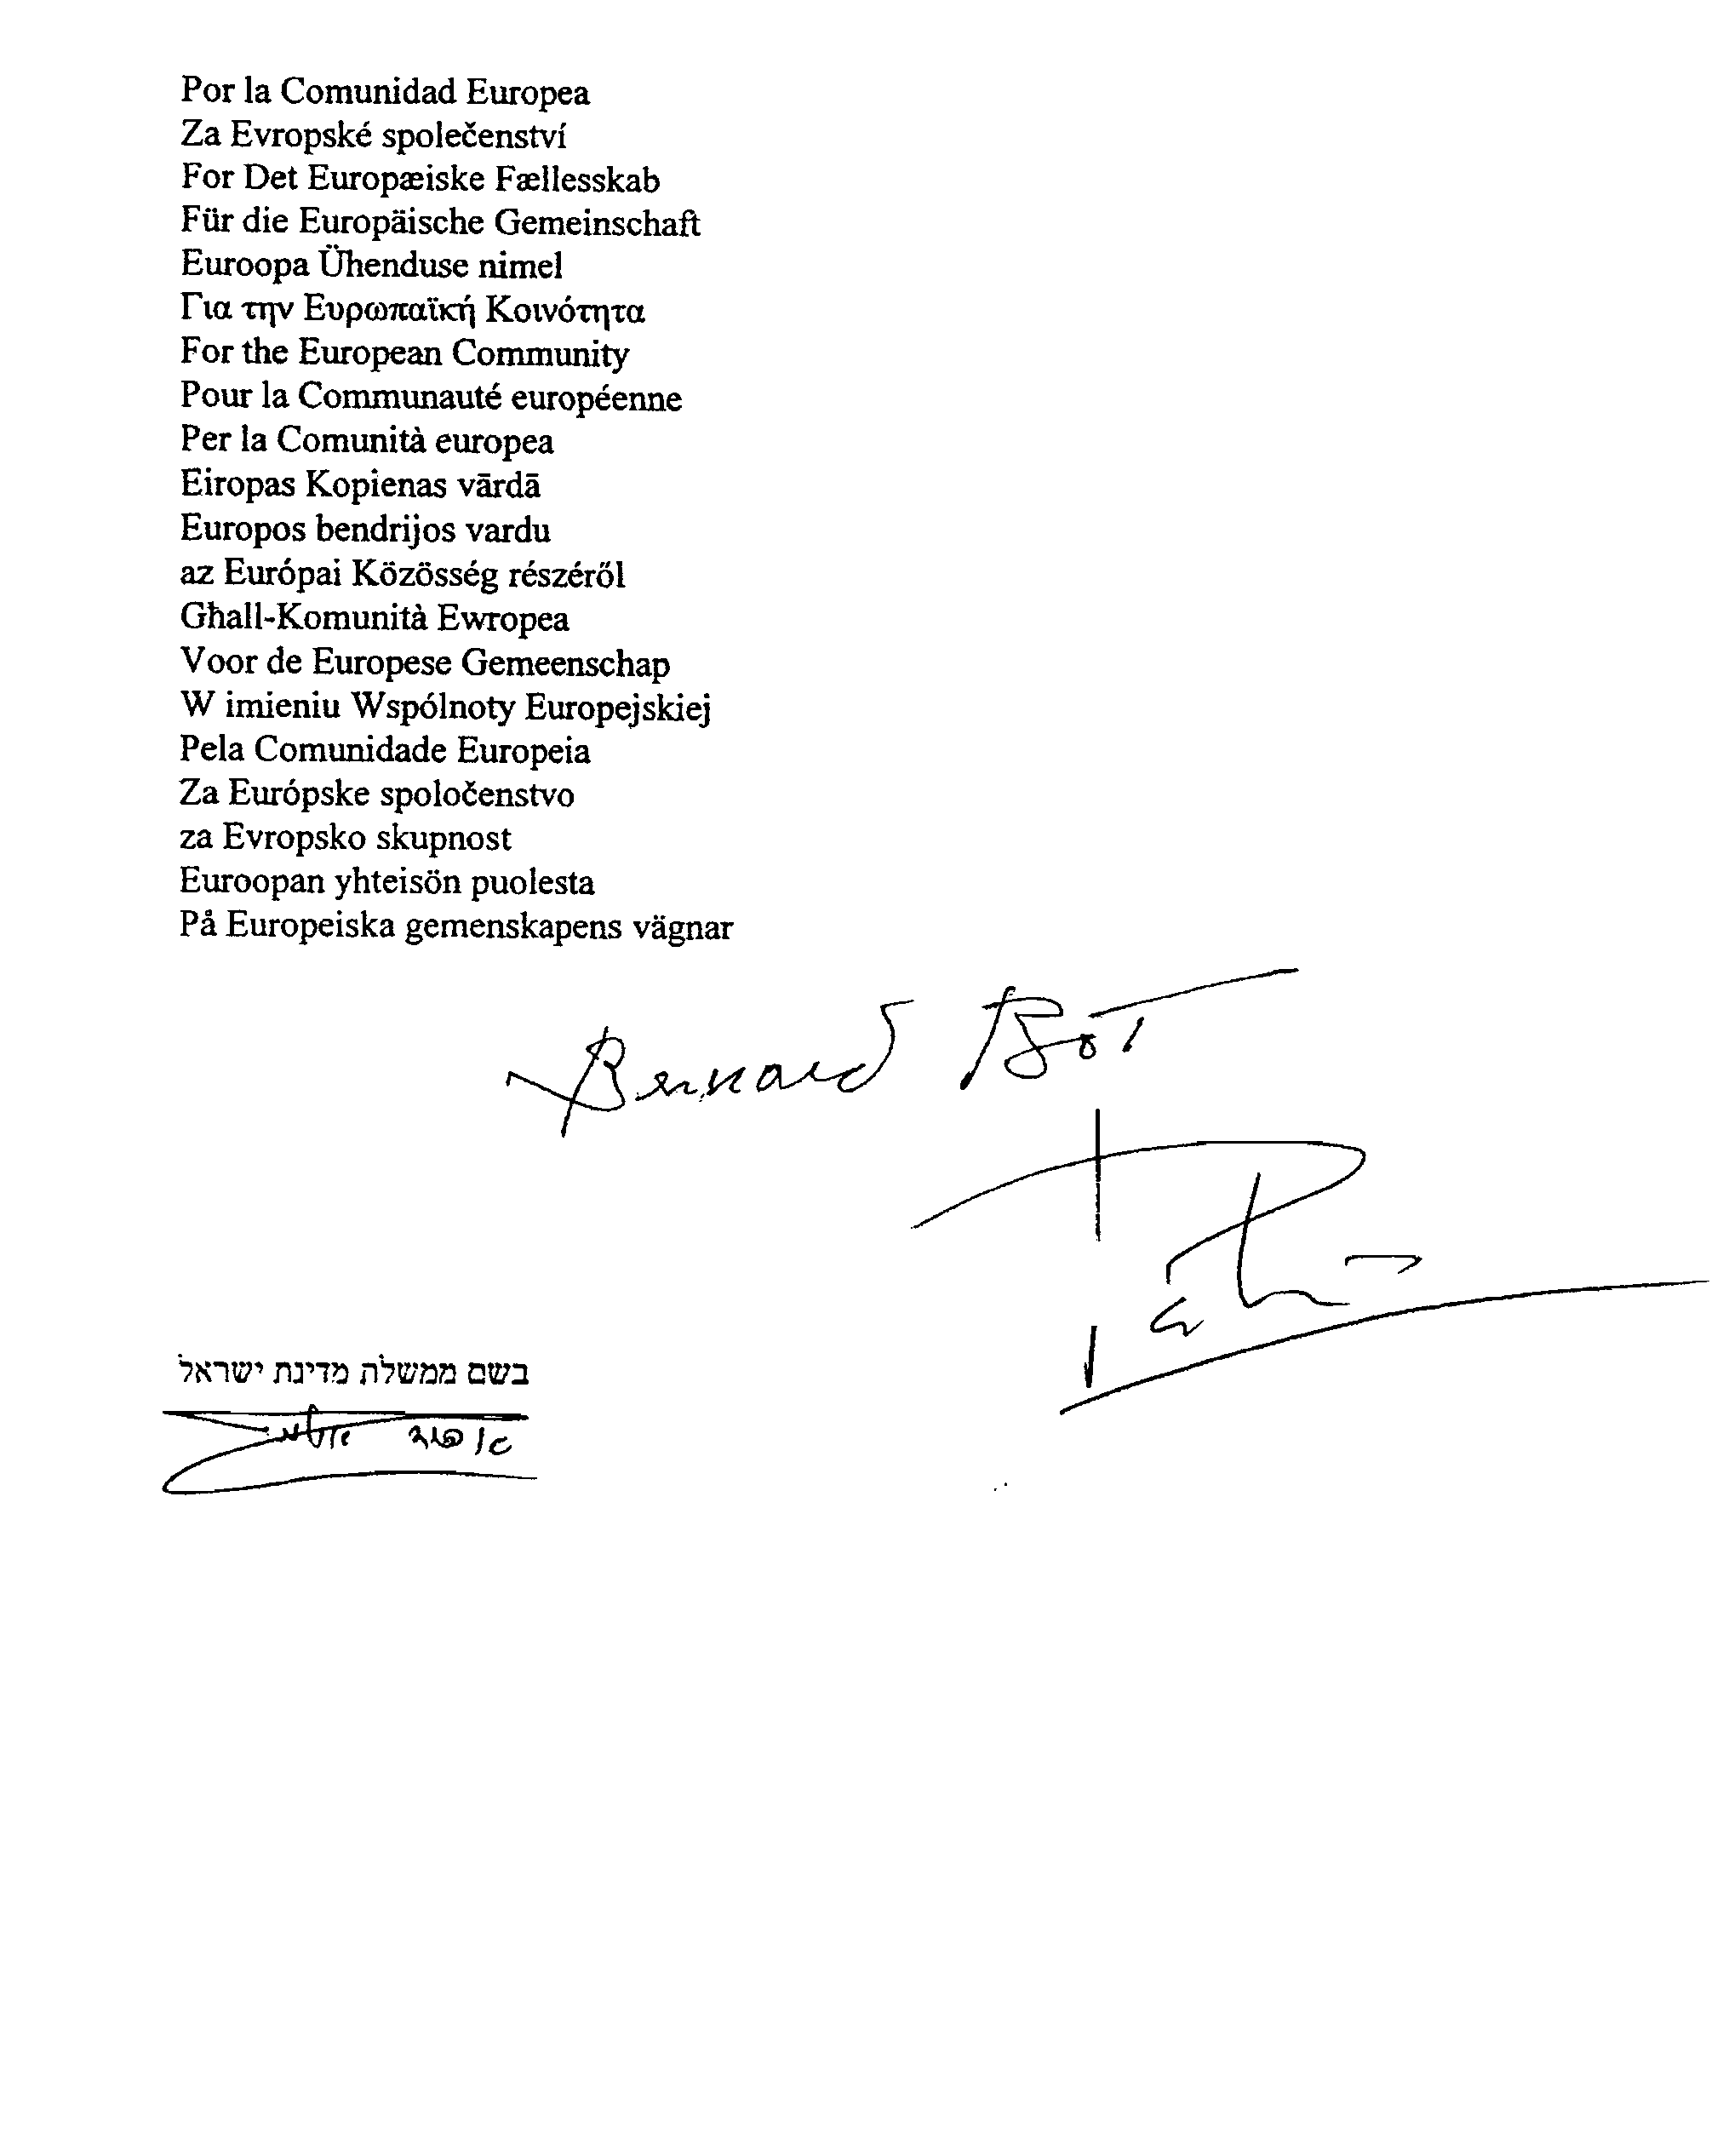 Por la Comunidad Europea
Za Evropské společenství
For Det Europæiske Fællesskab
Für die Europäische Gemeinschaft
Euroopa Ühenduse nimel
Για την Ευρωπαϊκή Κοινότητα
For the European Community
Pour la Communauté européenne
Per la Comunità europea
Eiropas Kopienas vārdā
Europos bendrijos vardu
az Európai Közösség részéről
Għall-Komunità Ewropea
Voor de Europese Gemeenschap
W imieniu Wspólnoty Europejskiej
Pela Comunidade Europeia
Za Európske spoločenstvo
za Evropsko skupnost
Euroopan yhteisön puolesta
På Europeiska gemenskapens vägnar
Bernard Bot
בשם ממשלה מדינת ישראל